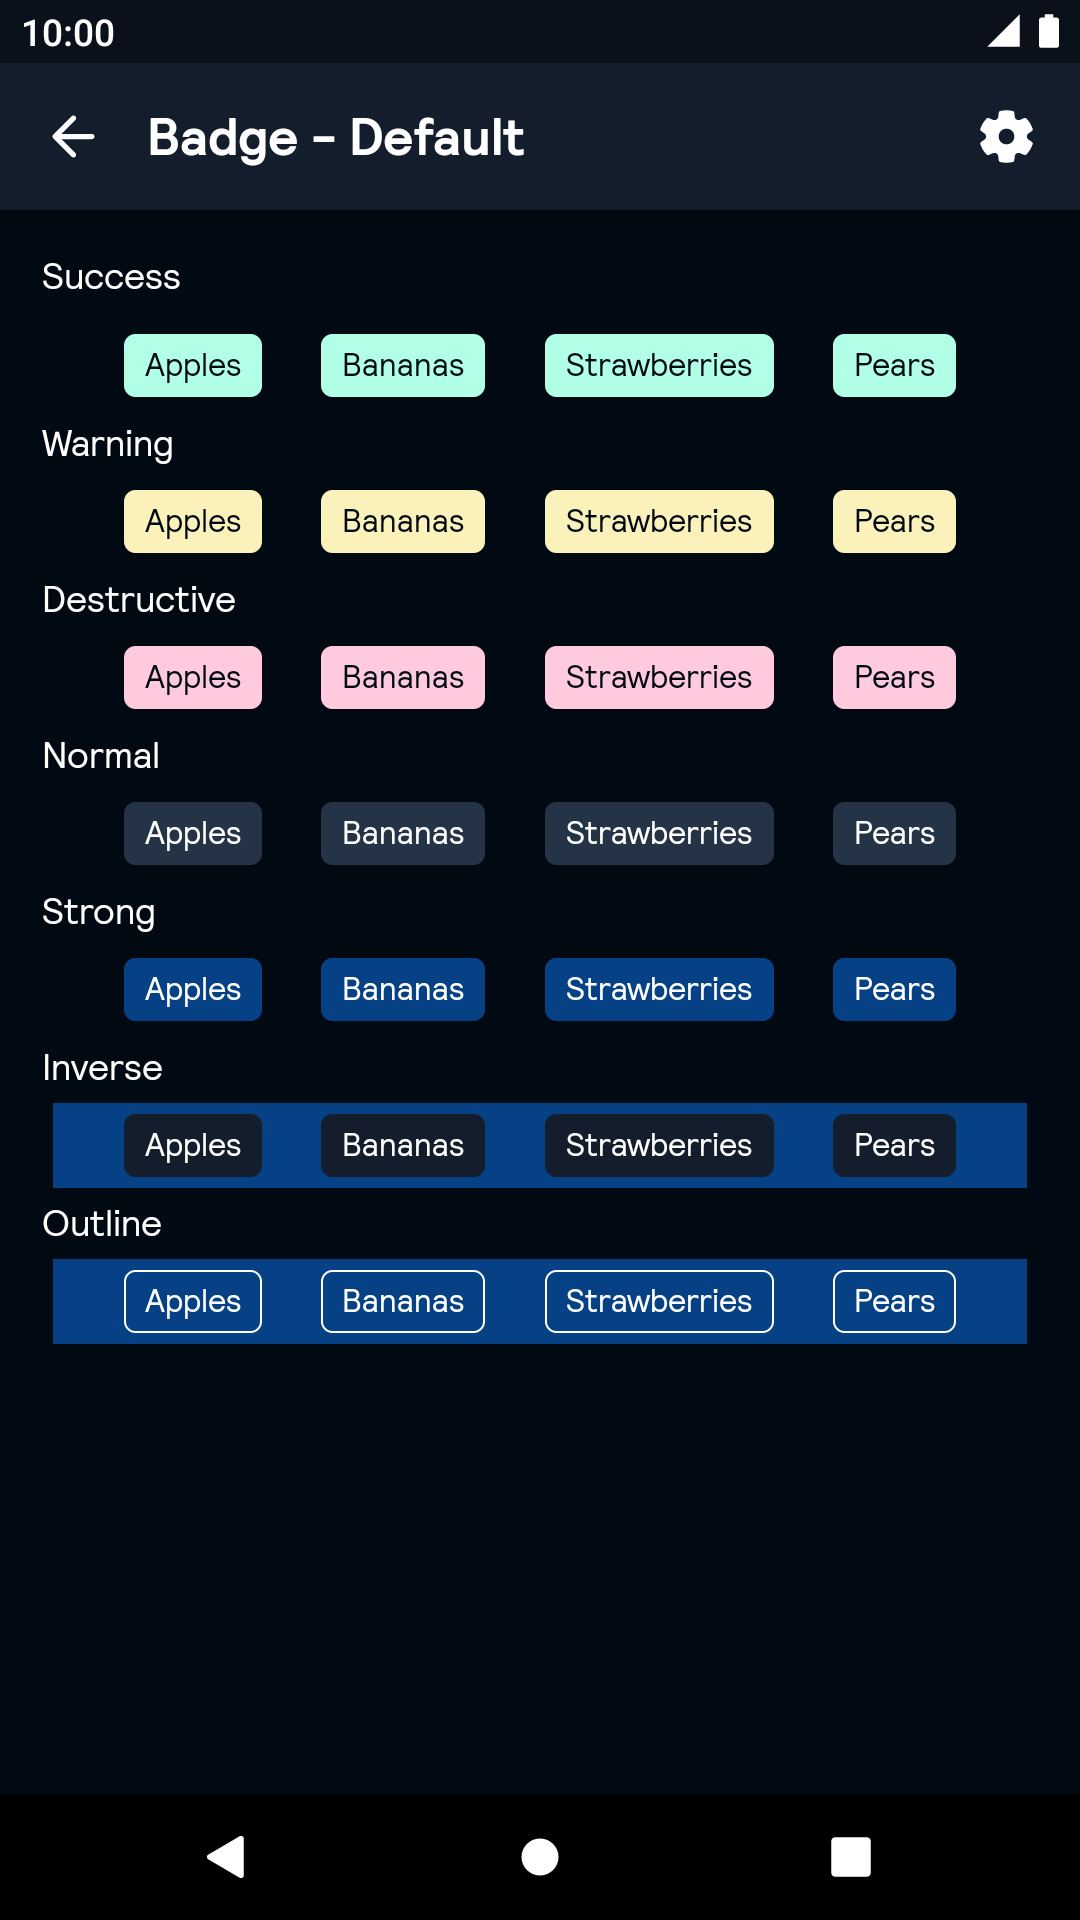 10:00
Badge - Default
Success
Apples Bananas Strawberries Pears
Warning
Apples Bananas Strawberries Pears
Destructive
Apples Bananas Strawberries Pears
Normal
Apples Bananas Strawberries Pears
Strong
Apples Bananas Strawberries Pears
Inverse
Apples Bananas Strawberries Pears
Outline
Apples Bananas Strawberries Pears